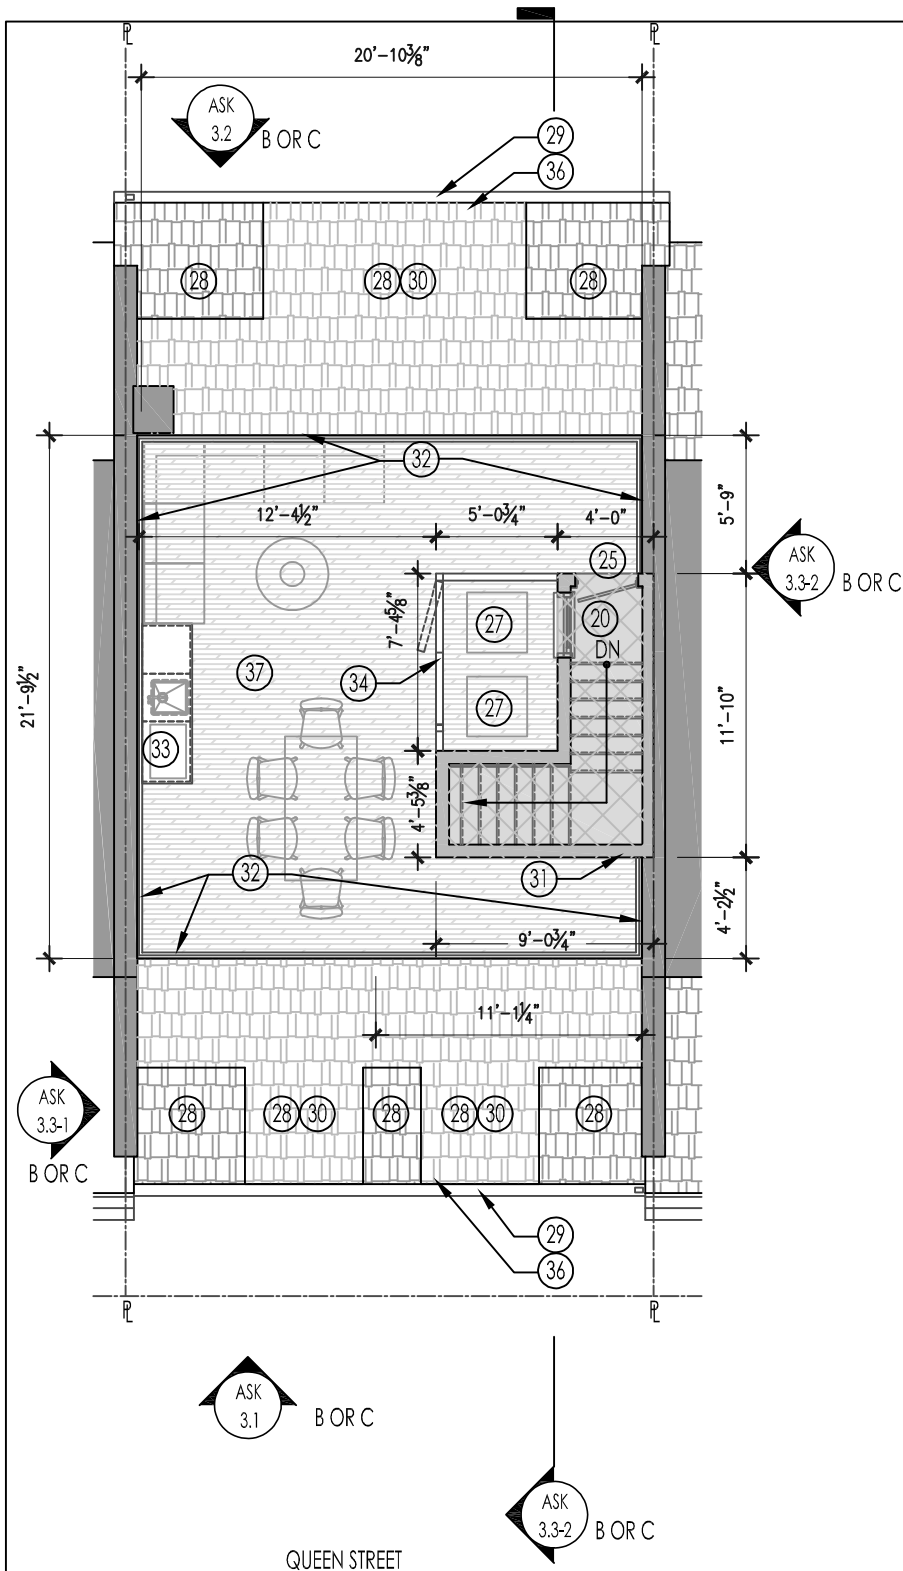 PL
PL
20'-10⅜"
ASK
3.2
B OR C
29
36
28
28 30
28
32
12'-4½"
5'-0¾"
4'-0"
5'-9"
25
ASK
3.3-2
B OR C
7'-4⅝"
27
20
DN
37
34
21'-9½"
27
11'-10"
33
4'-5⅜"
32
31
4'-2½"
9'-0¾"
11'-1¼"
ASK
3.3-1
B OR C
28
28 30
28
28 30
28
29
36
PL
PL
ASK
3.1
B OR C
ASK
3.3-2
B OR C
QUEEN STREET